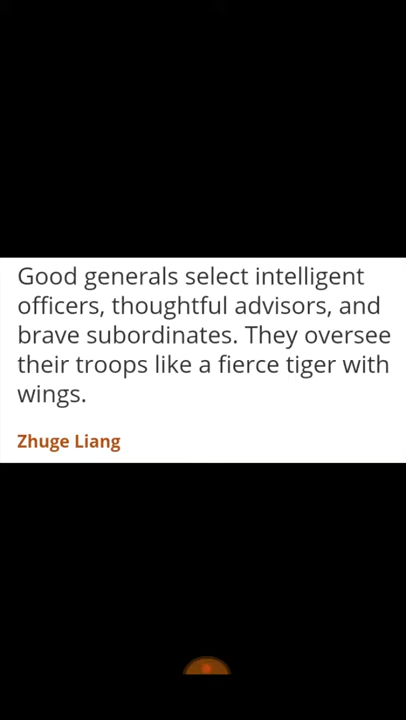 Good generals select intelligent
officers, thoughtful advisors, and
brave subordinates. They oversee
their troops like a fierce tiger with
wings.
Zhuge Liang